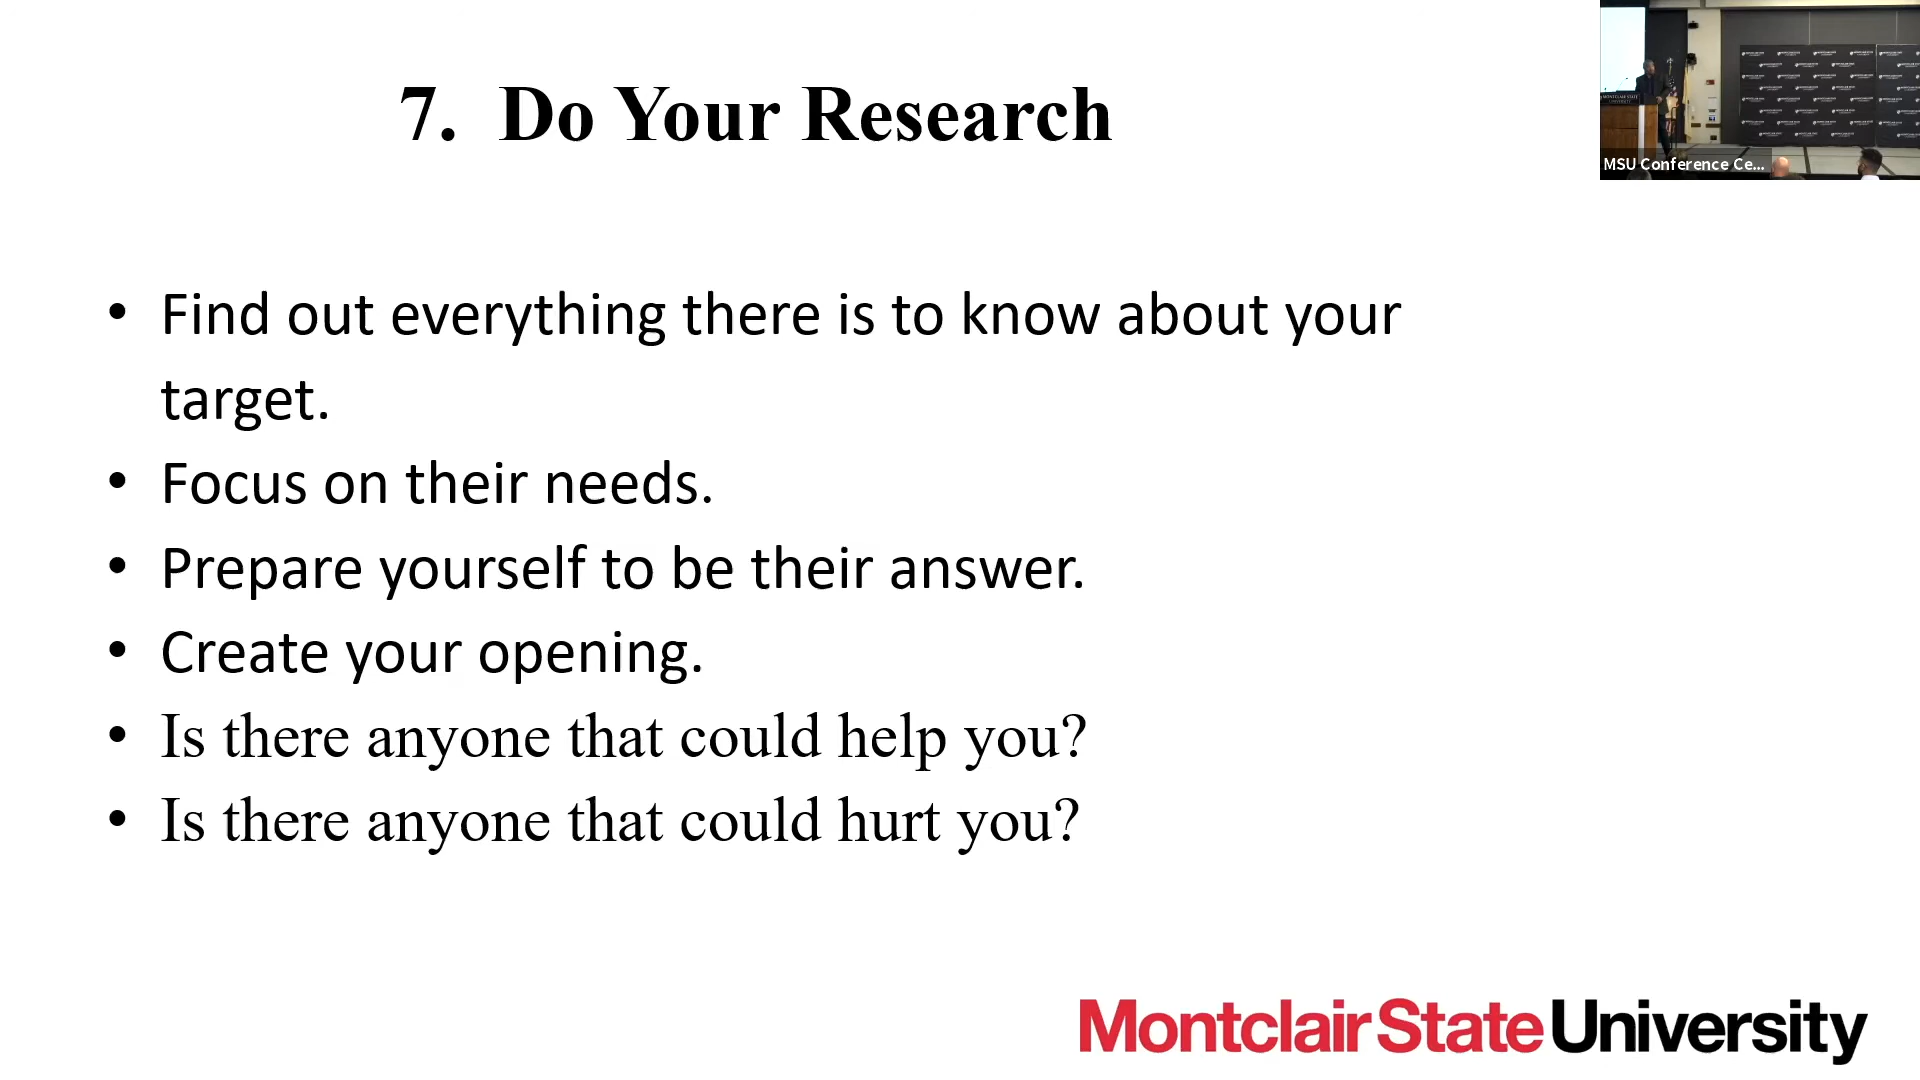 7. Do Your Research
MSU Conference Ce...
• Find out everything there is to know about your
target.
• Focus on their needs.
• Prepare yourself to be their answer.
• Create your opening.
• Is there anyone that could help you?
• Is there anyone that could hurt you?
Montclair State University